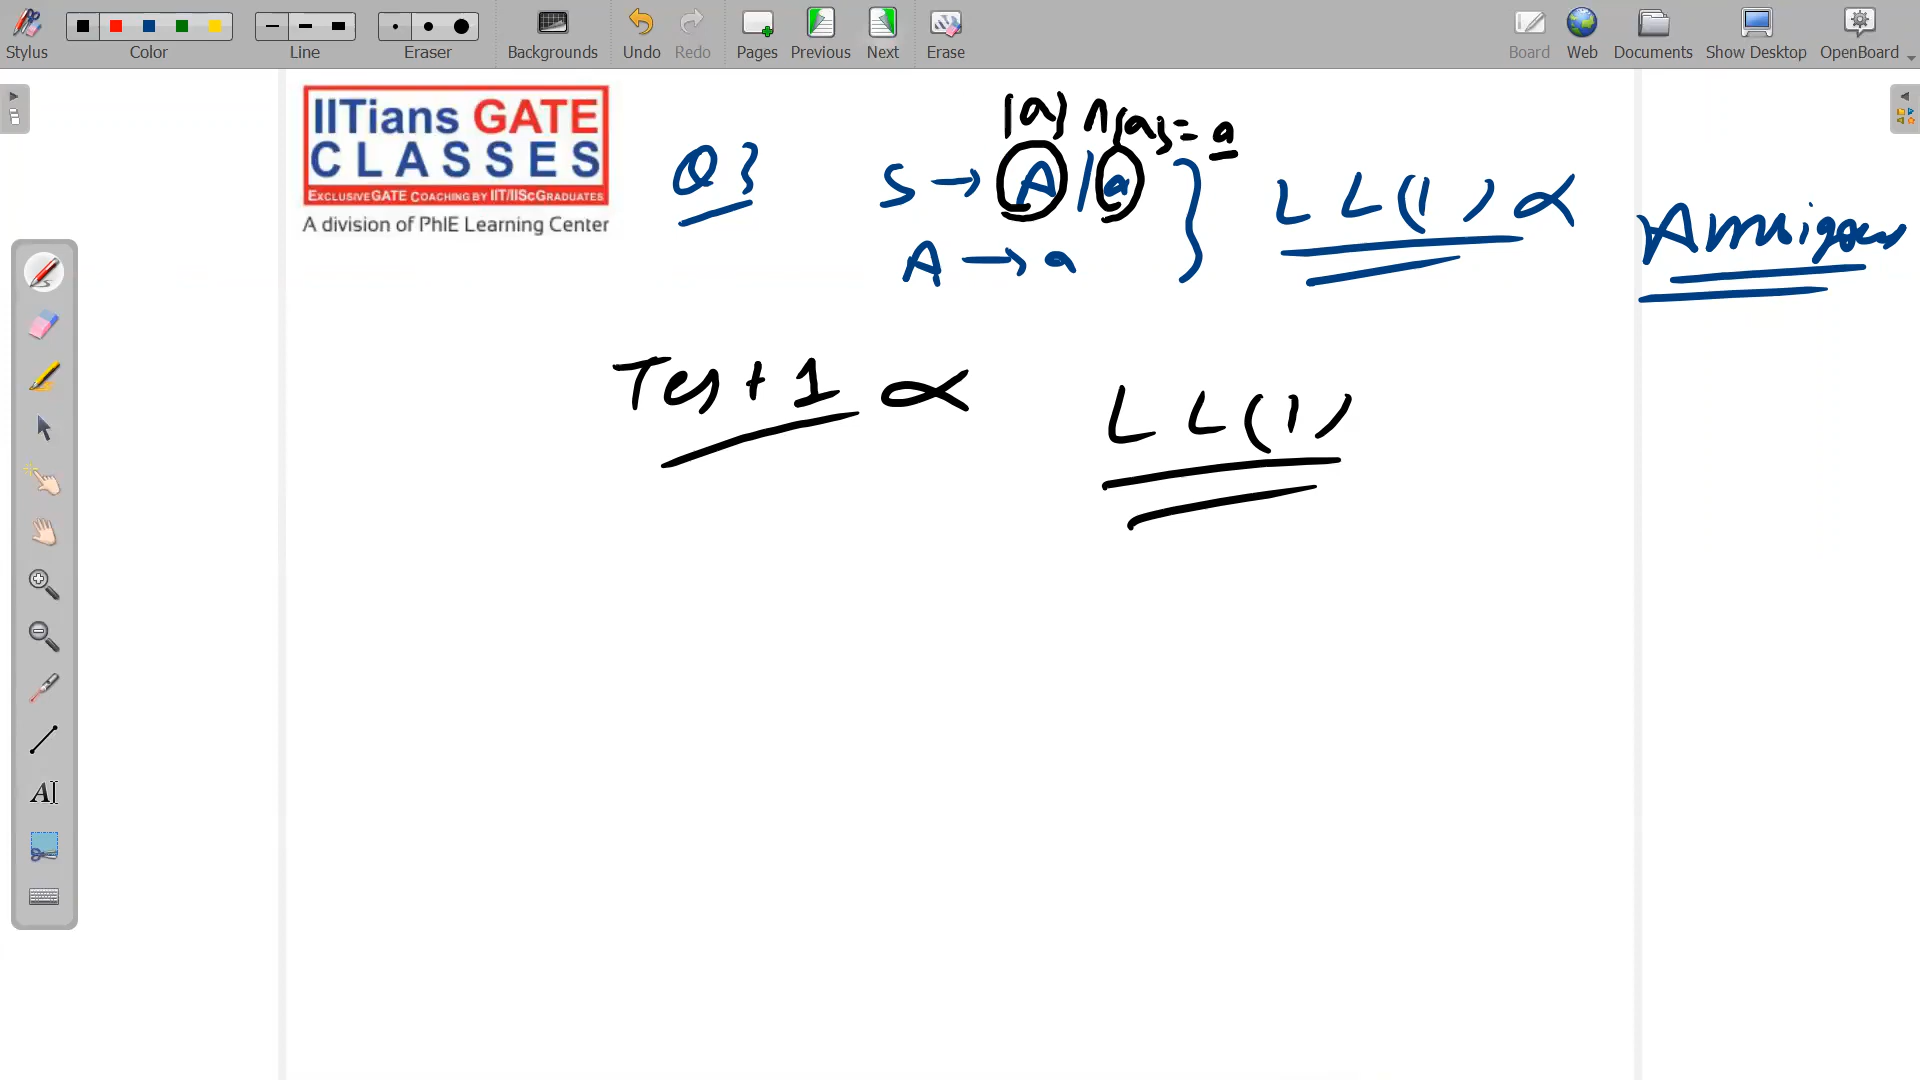 Stylus Color Line Eraser Backgrounds Undo Redo Pages Previous Next Erase Board Web Documents Show Desktop OpenBoard
IITians GATE
CLASSES
EXCLUSIVE GATE COACHING BY IIT/IISc GRADUATES
A division of PhIE Learning Center
{a} ∩ {a} = a
Q3 S → A | a } LL(1) ∝ Ambiguous
A → a
Test 1 ∝ LL(1)